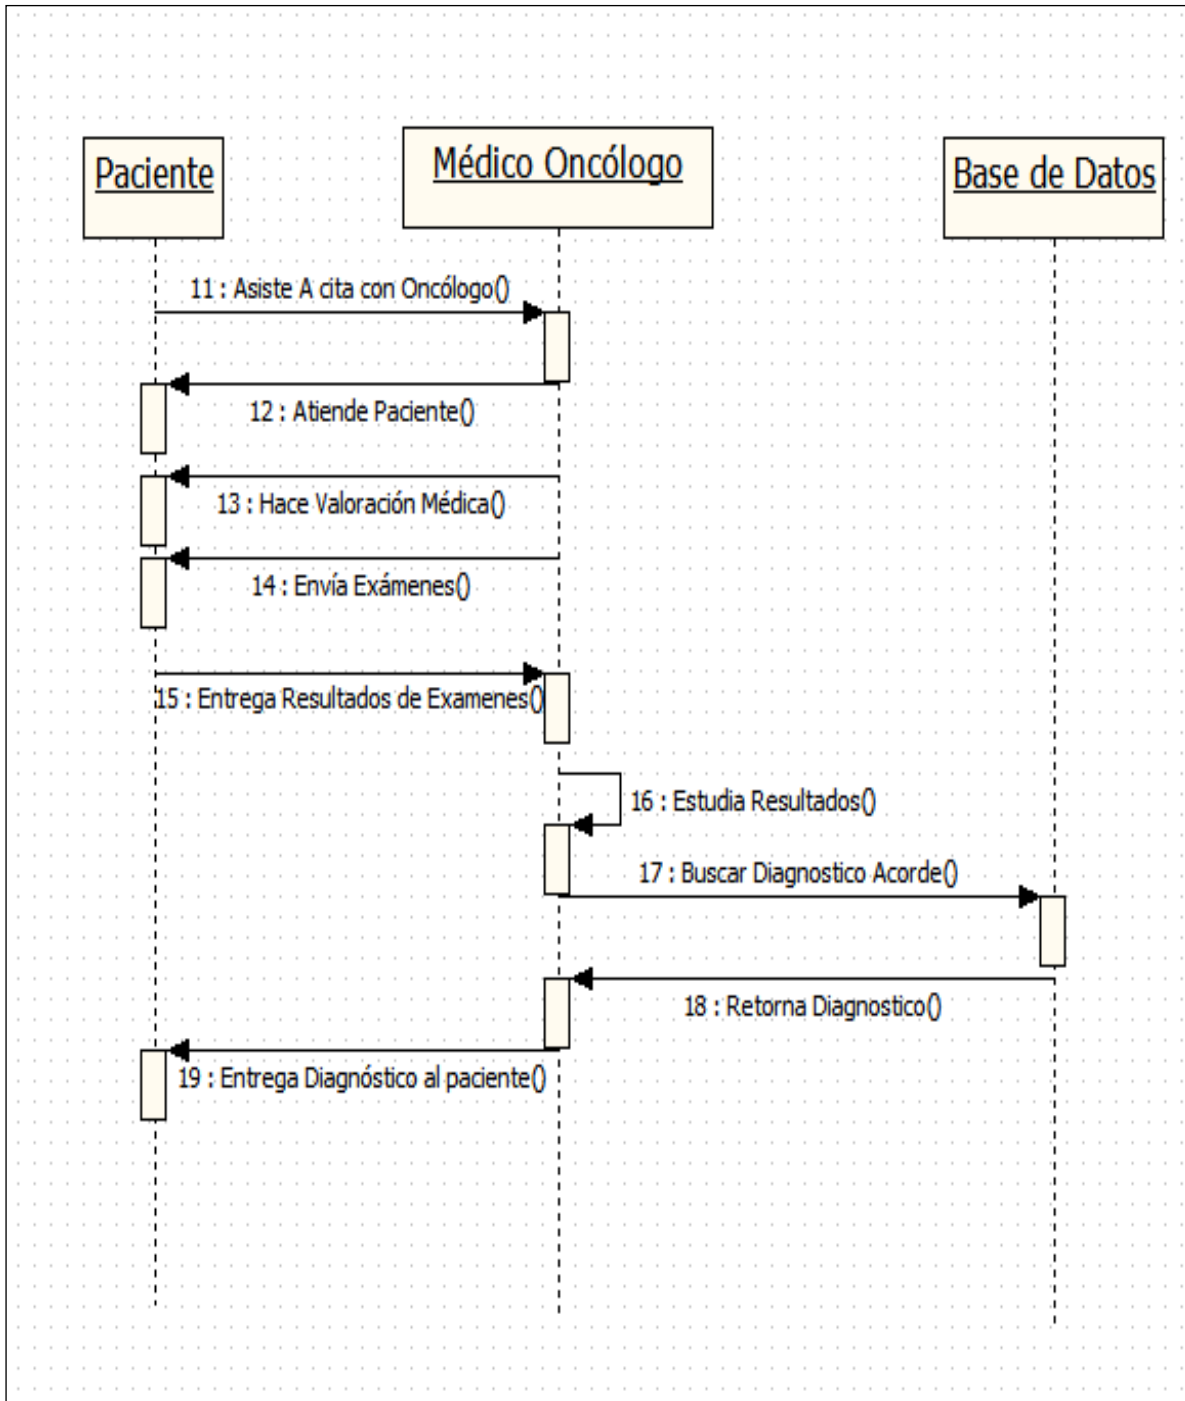 Paciente
Médico Oncólogo
Base de Datos
11 : Asiste A cita con Oncólogo()
12 : Atiende Paciente()
13 : Hace Valoración Médica()
14 : Envía Exámenes()
15 : Entrega Resultados de Examenes()
16 : Estudia Resultados()
17 : Buscar Diagnostico Acorde()
18 : Retorna Diagnostico()
19 : Entrega Diagnóstico al paciente()